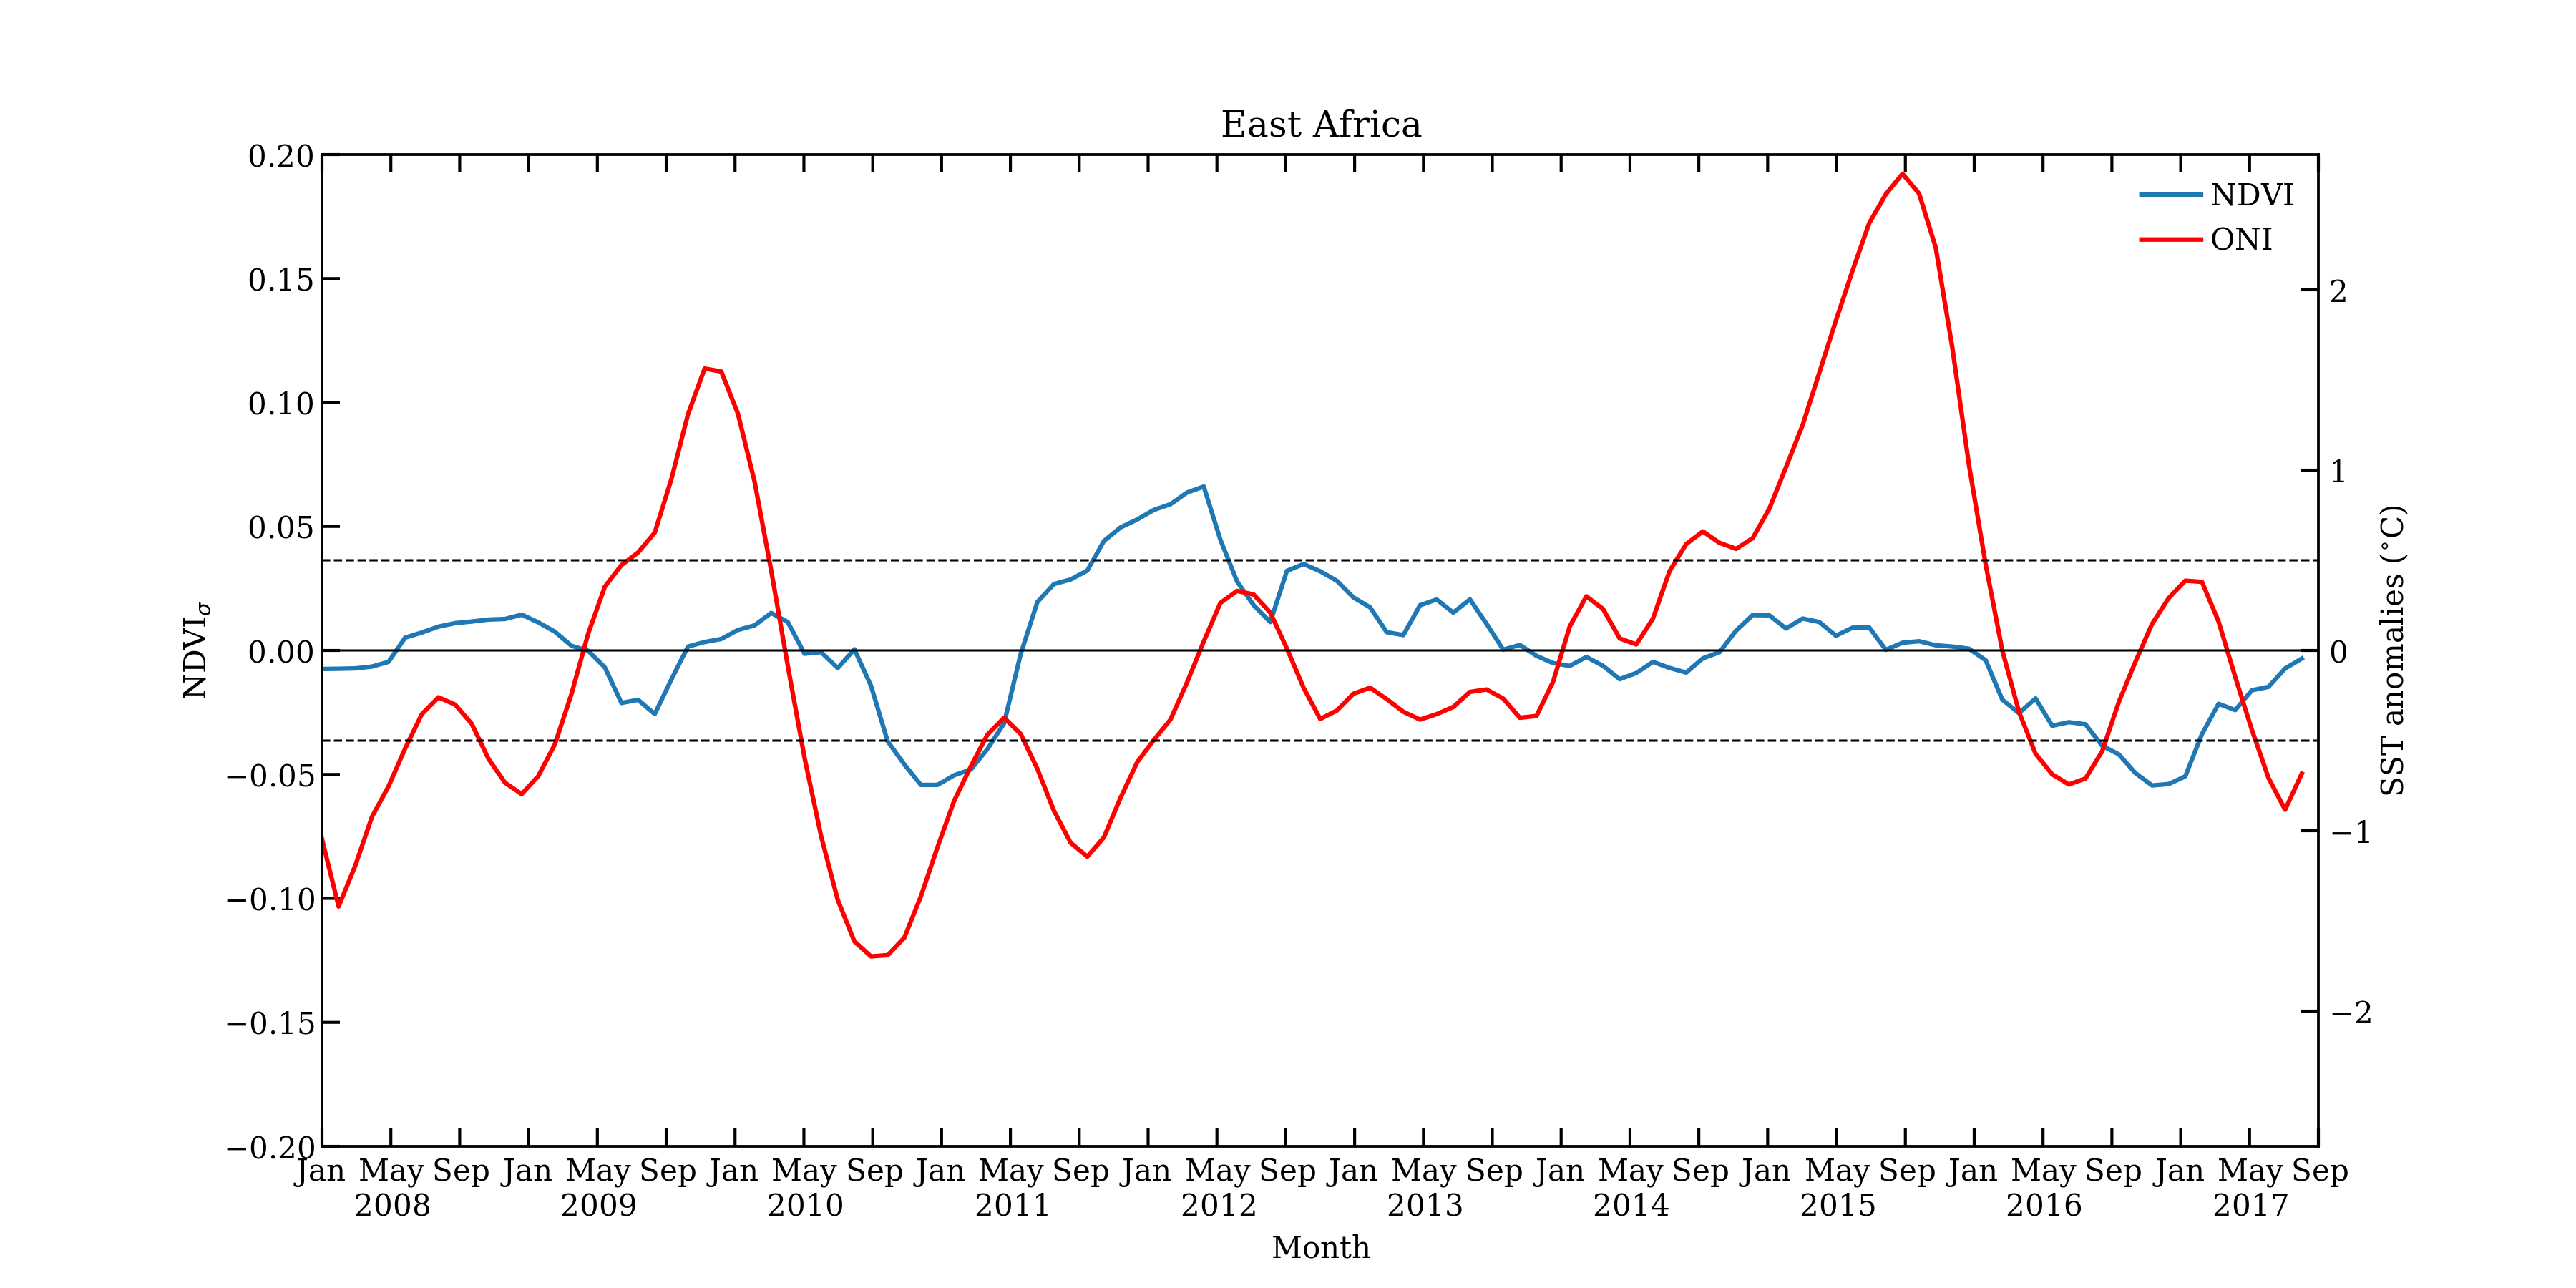 East Africa
NDVI
ONI
0.20
0.15
0.10
0.05
0.00
−0.05
−0.10
−0.15
−0.20
NDVIσ
2
1
0
−1
−2
SST anomalies (°C)
Jan May Sep Jan May Sep Jan May Sep Jan May Sep Jan May Sep Jan May Sep Jan May Sep Jan May Sep Jan May Sep Jan May Sep
2008 2009 2010 2011 2012 2013 2014 2015 2016 2017
Month